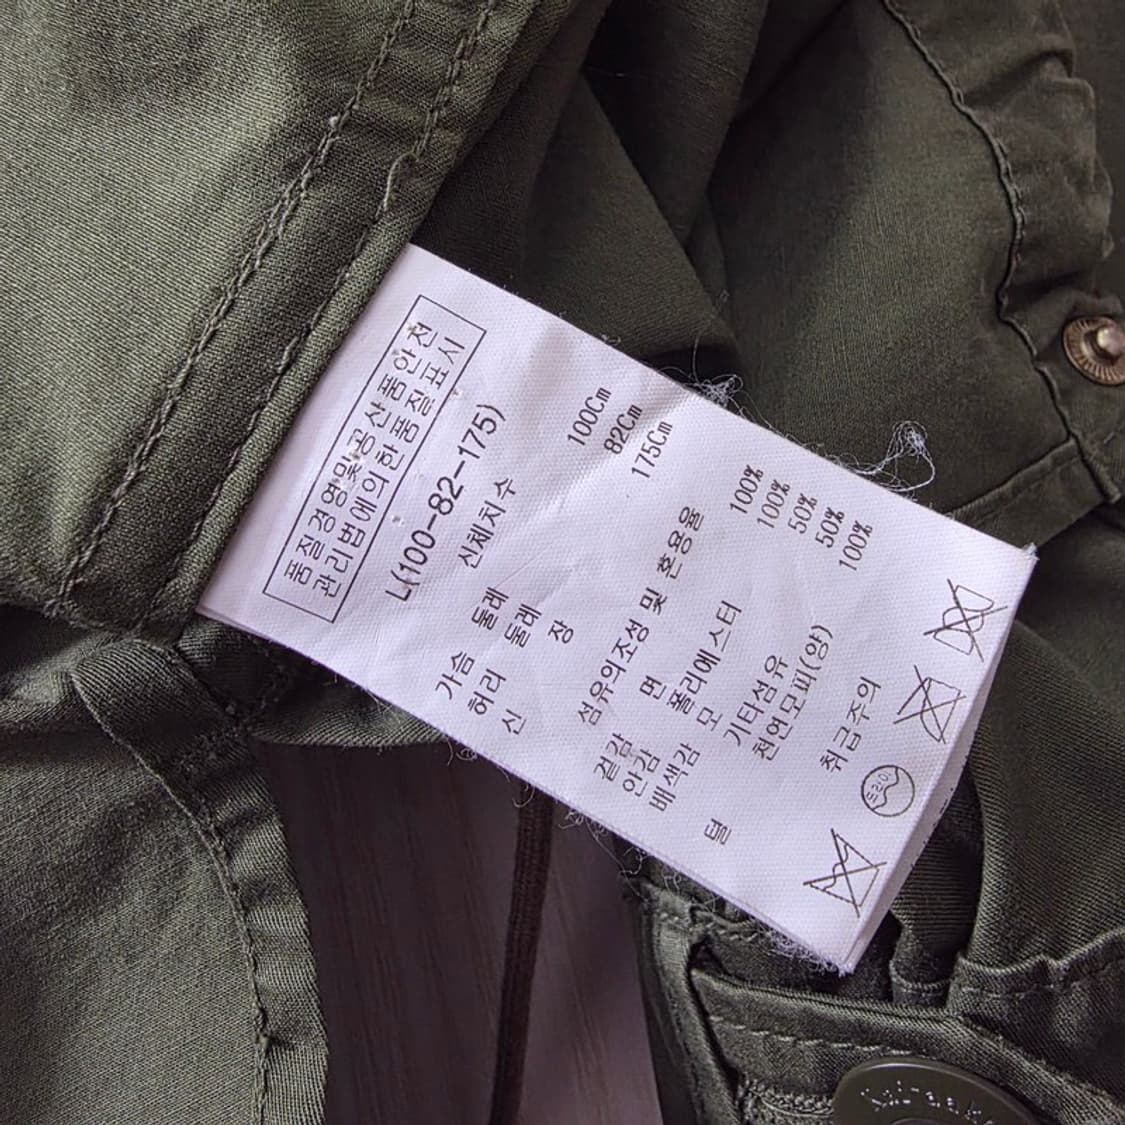 품질경영및공산품안전
관리법에의한품질표시
L(100-82-175)
신체치수
가슴 둘레 100Cm
허리 둘레 82Cm
신 장 175Cm
섬유의조성 및 혼용율
겉감 면 100%
안감 폴리에스터 100%
배색감 모 50%
기타섬유 50%
털 천연모피(양) 100%
취급주의
드라이